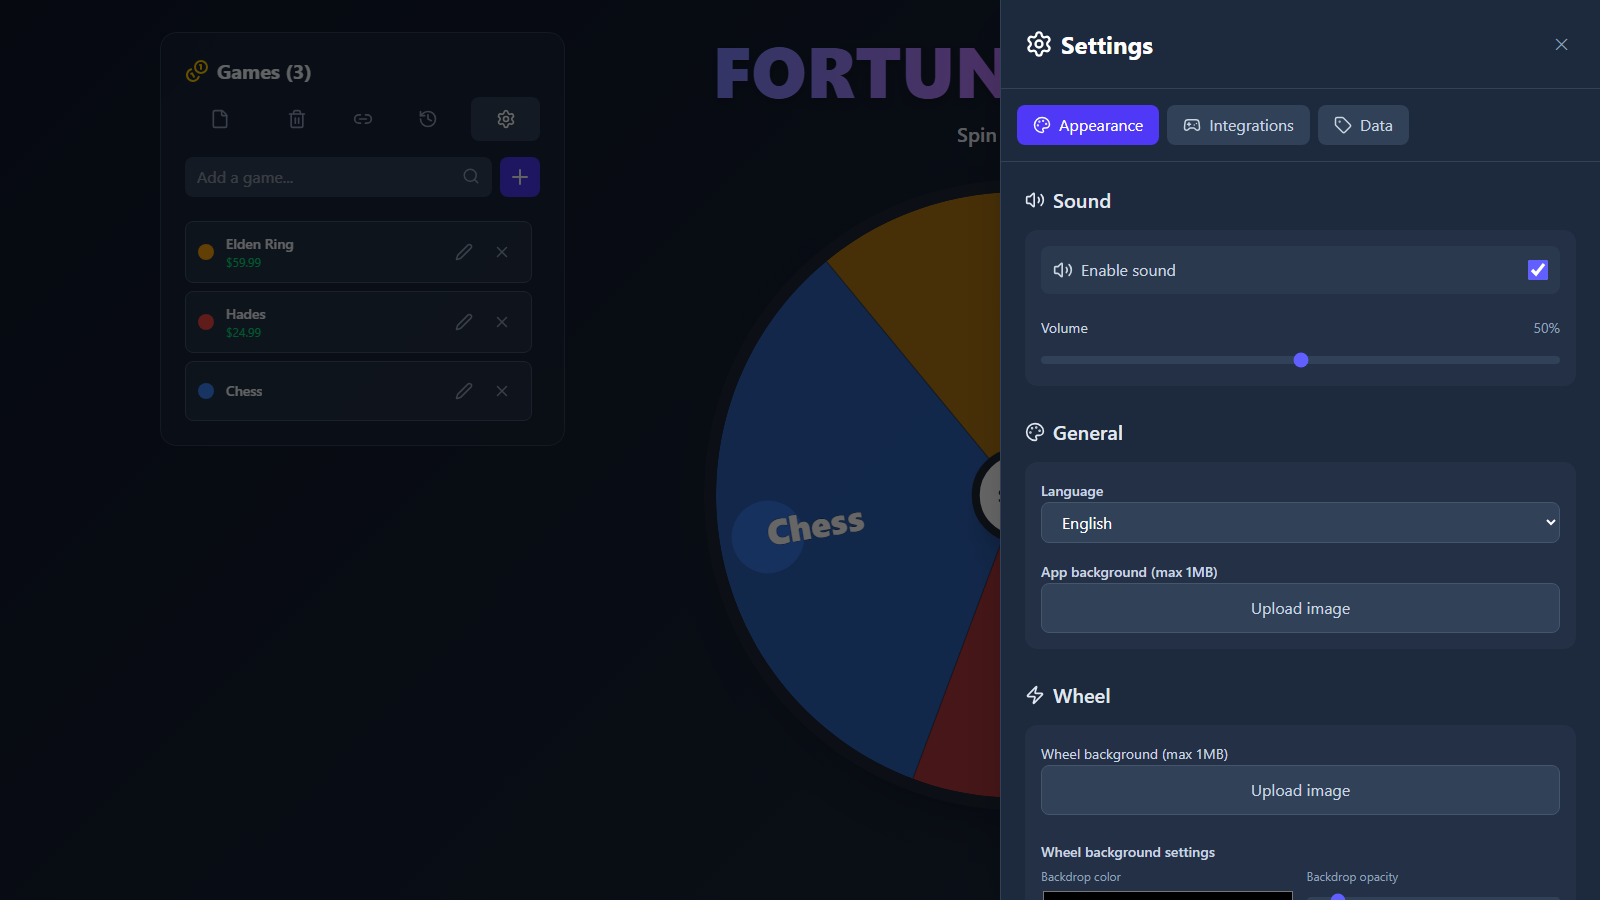 Games (3)
Add a game...
Elden Ring
$59.99
Hades
$24.99
Chess
FORTUN
Spin
Chess
Settings
Appearance
Integrations
Data
Sound
Enable sound
Volume
50%
General
Language
English
App background (max 1MB)
Upload image
Wheel
Wheel background (max 1MB)
Upload image
Wheel background settings
Backdrop color
Backdrop opacity